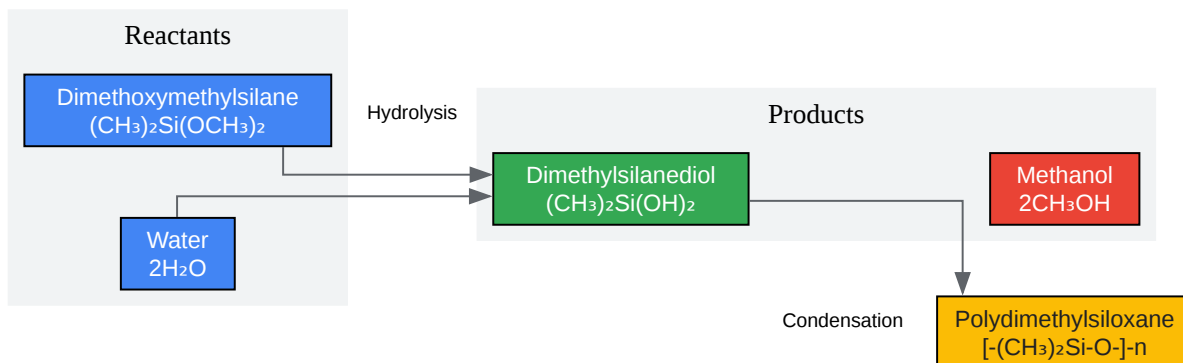 Reactants
Dimethoxymethylsilane
(CH₃)₂Si(OCH₃)₂
Water
2H₂O
Hydrolysis
Products
Dimethylsilanediol
(CH₃)₂Si(OH)₂
Methanol
2CH₃OH
Condensation
Polydimethylsiloxane
[-(CH₃)₂Si-O-]-n